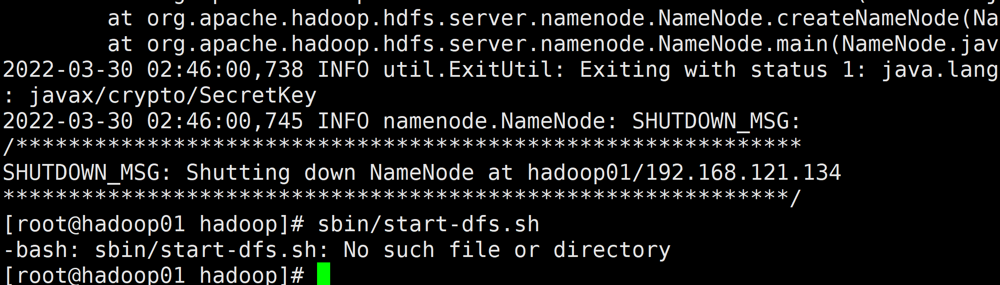 at org.apache.hadoop.hdfs.server.namenode.NameNode.createNameNode(Na
at org.apache.hadoop.hdfs.server.namenode.NameNode.main(NameNode.jav
2022-03-30 02:46:00,738 INFO util.ExitUtil: Exiting with status 1: java.lang
: javax/crypto/SecretKey
2022-03-30 02:46:00,745 INFO namenode.NameNode: SHUTDOWN_MSG:
/************************************************************
SHUTDOWN_MSG: Shutting down NameNode at hadoop01/192.168.121.134
************************************************************/
[root@hadoop01 hadoop]# sbin/start-dfs.sh
-bash: sbin/start-dfs.sh: No such file or directory
[root@hadoop01 hadoop]#